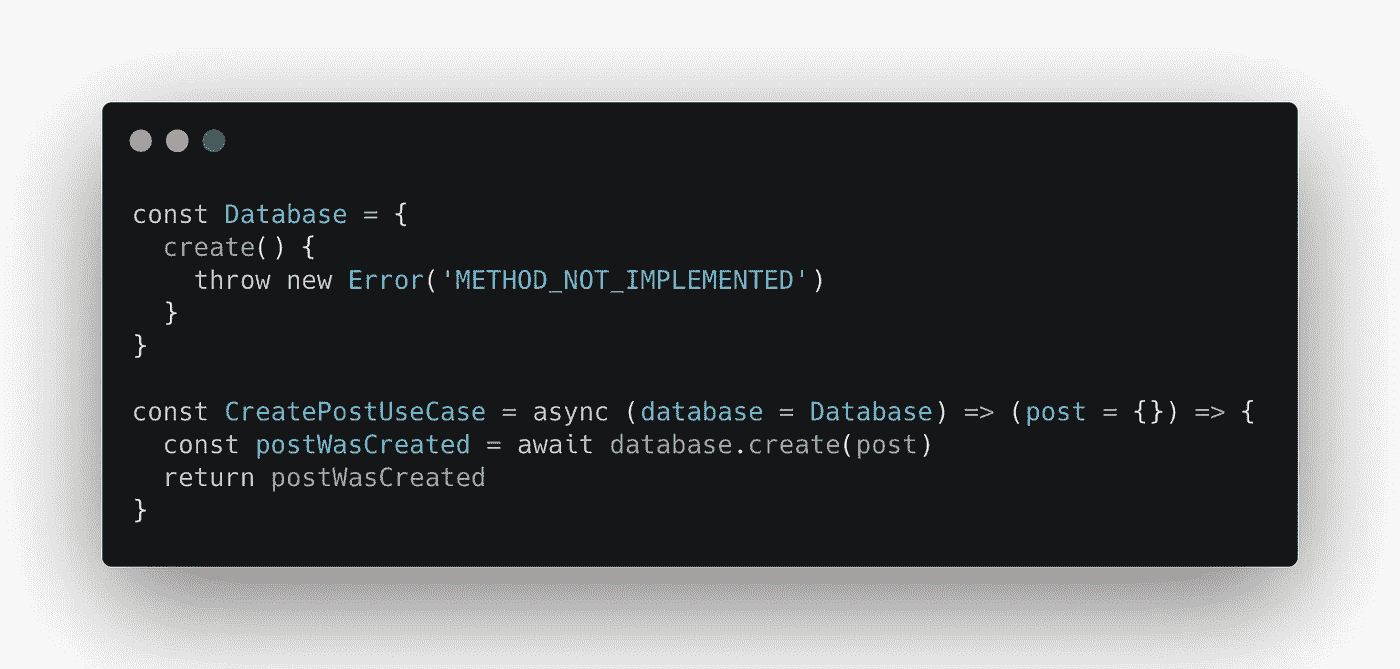 const Database = {
  create() {
    throw new Error('METHOD_NOT_IMPLEMENTED')
  }
}

const CreatePostUseCase = async (database = Database) => (post = {}) => {
  const postWasCreated = await database.create(post)
  return postWasCreated
}